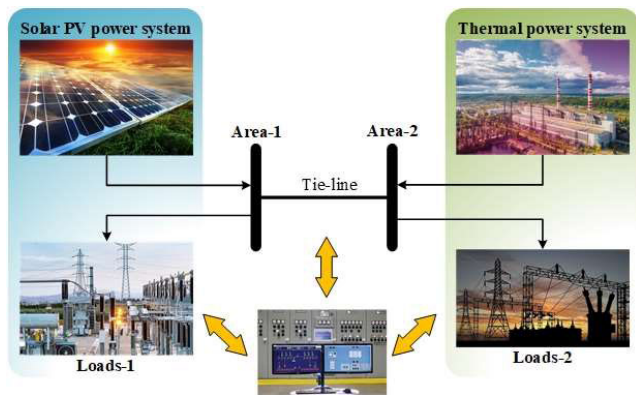 Solar PV power system
Thermal power system
Area-1
Area-2
Tie-line
Loads-1
Loads-2